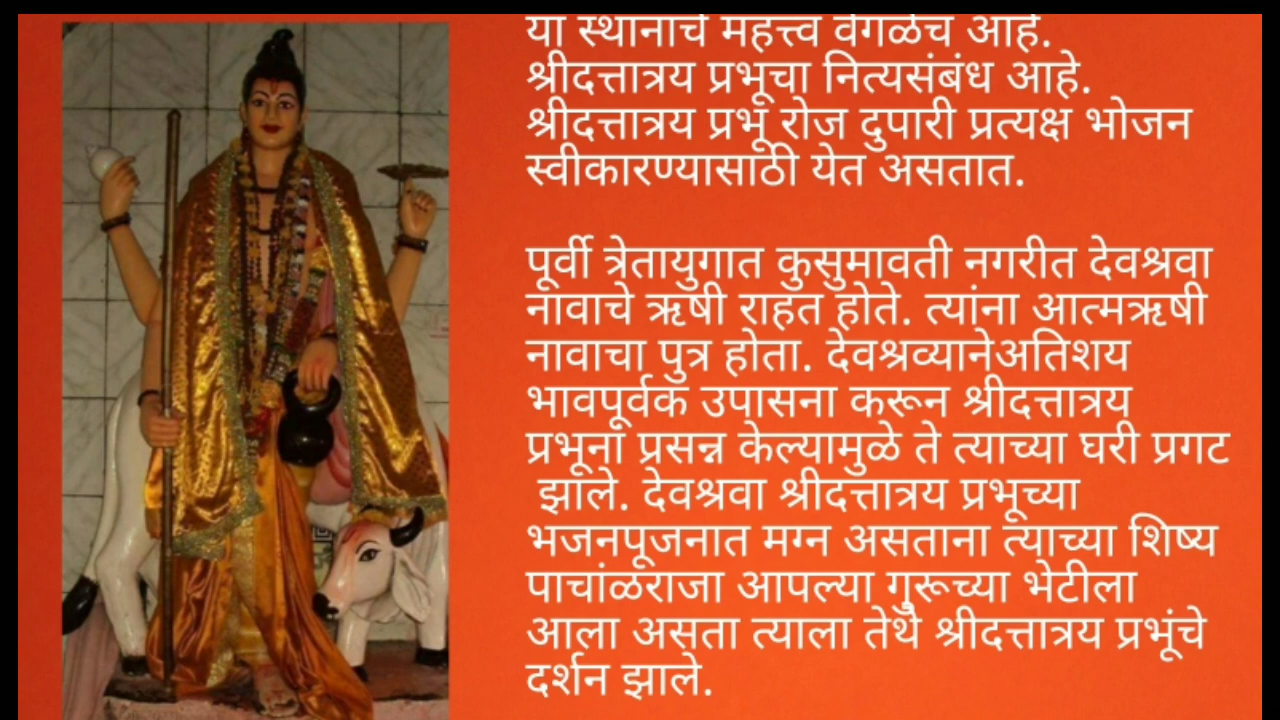 या स्थानाचे महत्त्व वेगळेच आहे.
श्रीदत्तात्रय प्रभूचा नित्यसंबंध आहे.
श्रीदत्तात्रय प्रभू रोज दुपारी प्रत्यक्ष भोजन
स्वीकारण्यासाठी येत असतात.
पूर्वी त्रेतायुगात कुसुमावती नगरीत देवश्रवा
नावाचे ऋषी राहत होते. त्यांना आत्मऋषी
नावाचा पुत्र होता. देवश्रव्यानेअतिशय
भावपूर्वक उपासना करून श्रीदत्तात्रय
प्रभूना प्रसन्न केल्यामुळे ते त्याच्या घरी प्रगट
झाले. देवश्रवा श्रीदत्तात्रय प्रभूच्या
भजनपूजनात मग्न असताना त्याच्या शिष्य
पाचांळराजा आपल्या गुरूच्या भेटीला
आला असता त्याला तेथे श्रीदत्तात्रय प्रभूंचे
दर्शन झाले.